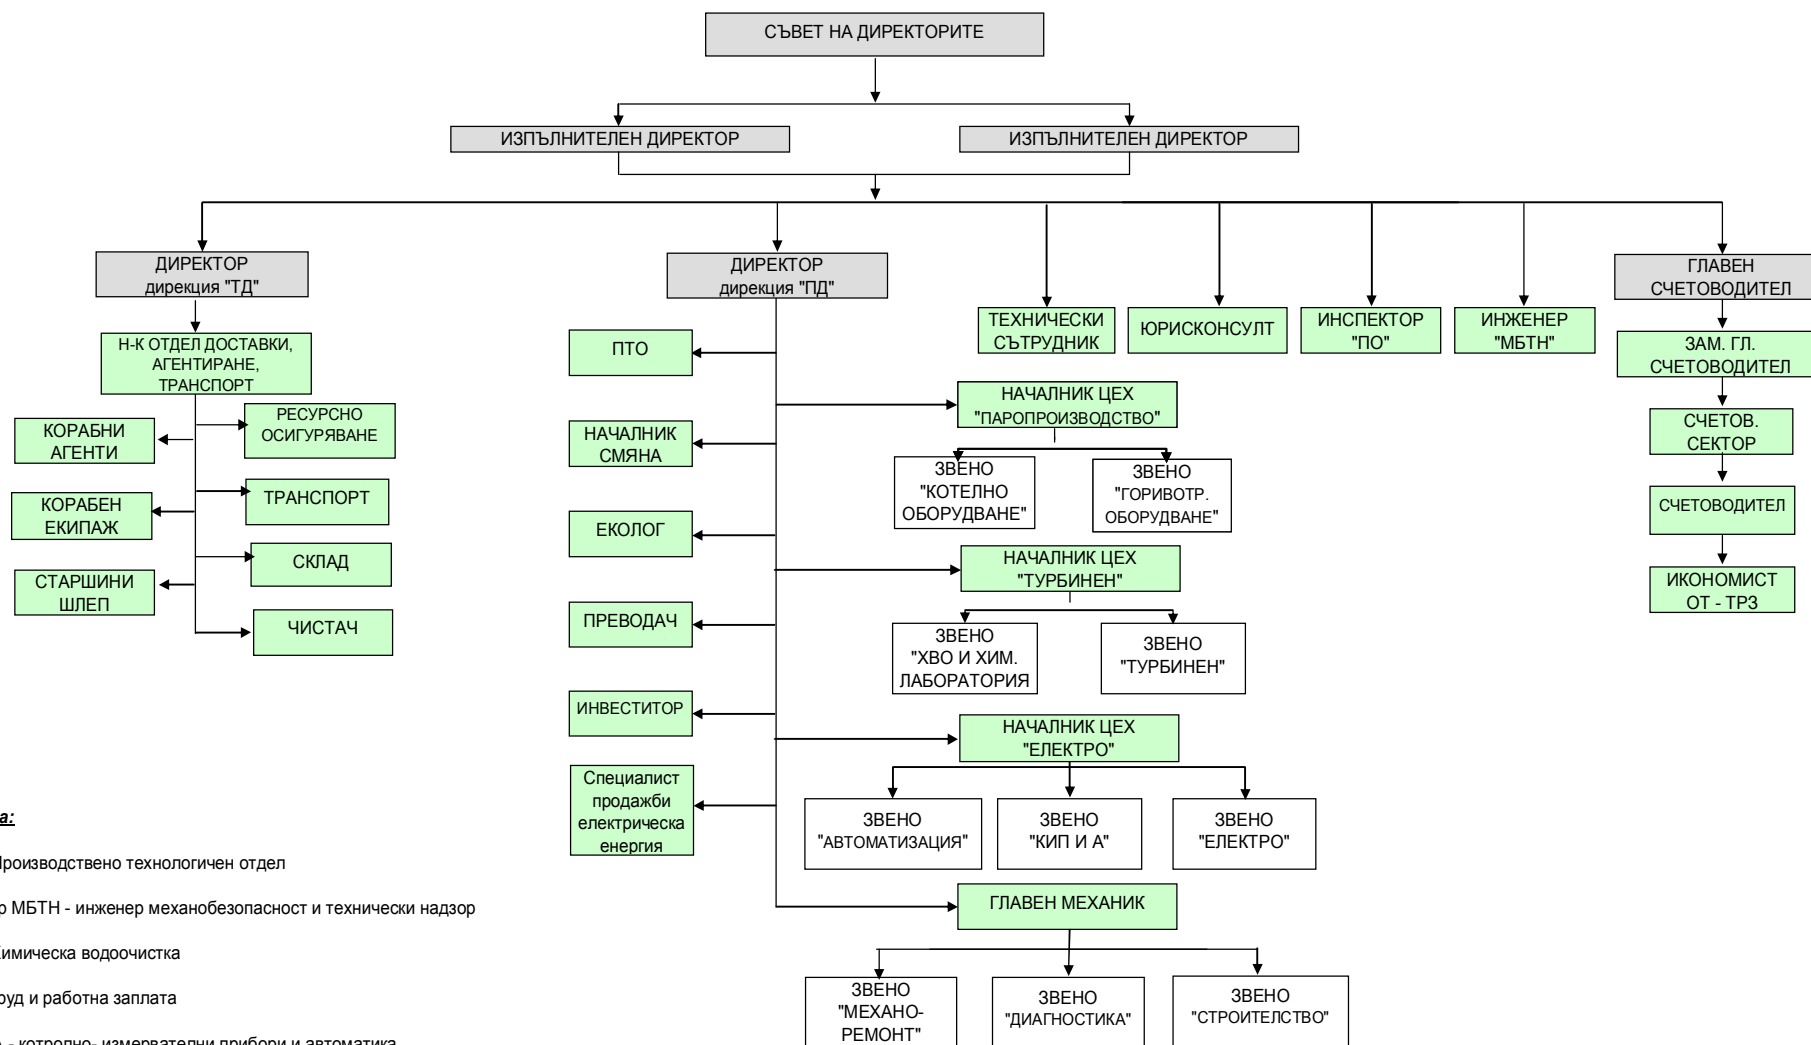 СЪВЕТ НА ДИРЕКТОРИТЕ
ИЗПЪЛНИТЕЛЕН ДИРЕКТОР
ИЗПЪЛНИТЕЛЕН ДИРЕКТОР
ДИРЕКТОР
дирекция "ТД"
ДИРЕКТОР
дирекция "ПД"
ГЛАВЕН
СЧЕТОВОДИТЕЛ
ТЕХНИЧЕСКИ
СЪТРУДНИК
ЮРИСКОНСУЛТ
ИНСПЕКТОР
"ПО"
ИНЖЕНЕР
"МБТН"
Н-К ОТДЕЛ ДОСТАВКИ,
АГЕНТИРАНЕ,
ТРАНСПОРТ
КОРАБНИ
АГЕНТИ
РЕСУРСНО
ОСИГУРЯВАНЕ
КОРАБЕН
ЕКИПАЖ
ТРАНСПОРТ
СТАРШИНИ
ШЛЕП
СКЛАД
ЧИСТАЧ
ПТО
НАЧАЛНИК
СМЯНА
ЕКОЛОГ
ПРЕВОДАЧ
ИНВЕСТИТОР
Специалист
продажби
електрическа
енергия
НАЧАЛНИК ЦЕХ
"ПАРОПРОИЗВОДСТВО"
ЗВЕНО
"КОТЕЛНО
ОБОРУДВАНЕ"
ЗВЕНО
"ГОРИВОТР.
ОБОРУДВАНЕ"
НАЧАЛНИК ЦЕХ
"ТУРБИНЕН"
ЗВЕНО
"ХВО И ХИМ.
ЛАБОРАТОРИЯ
ЗВЕНО
"ТУРБИНЕН"
НАЧАЛНИК ЦЕХ
"ЕЛЕКТРО"
ЗВЕНО
"АВТОМАТИЗАЦИЯ"
ЗВЕНО
"КИП И А"
ЗВЕНО
"ЕЛЕКТРО"
ГЛАВЕН МЕХАНИК
ЗВЕНО
"МЕХАНО-
РЕМОНТ"
ЗВЕНО
"ДИАГНОСТИКА"
ЗВЕНО
"СТРОИТЕЛСТВО"
ЗАМ. ГЛ.
СЧЕТОВОДИТЕЛ
СЧЕТОВ.
СЕКТОР
СЧЕТОВОДИТЕЛ
ИКОНОМИСТ
ОТ - ТРЗ
а:
Производствено технологичен отдел
р МБТН - инженер механобезопасност и технически надзор
Химическа водоочистка
руд и работна заплата
- котролно- измервателни прибори и автоматика